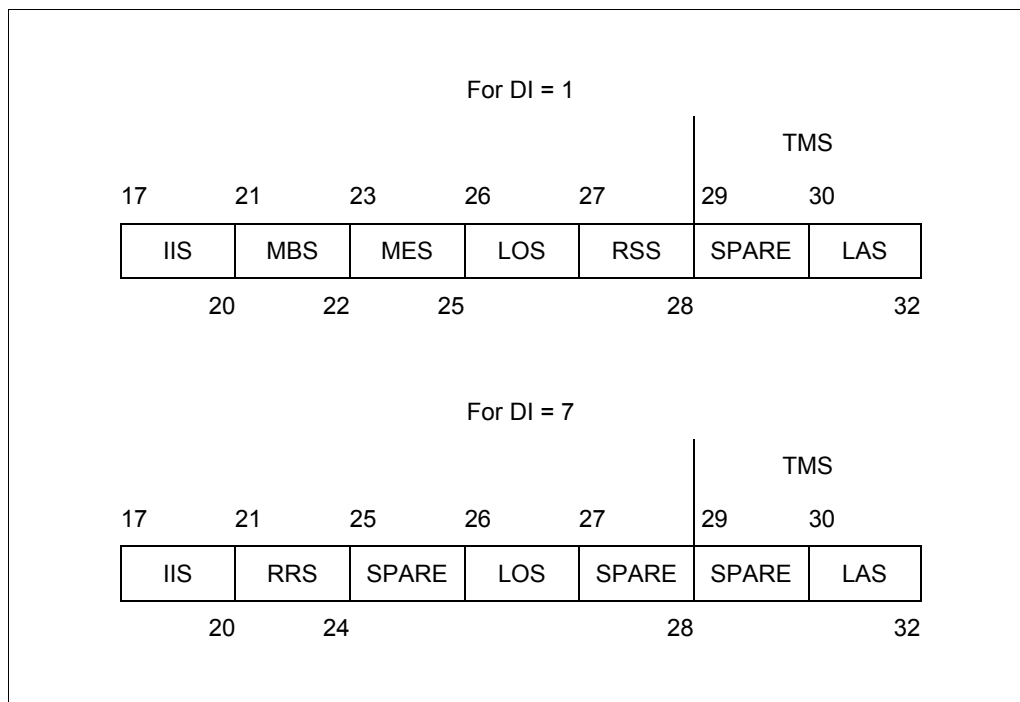 For DI = 1
TMS
17 21 23 26 27 29 30
IIS MBS MES LOS RSS SPARE LAS
20 22 25 28 32
For DI = 7
TMS
17 21 25 26 27 29 30
IIS RRS SPARE LOS SPARE SPARE LAS
20 24 28 32